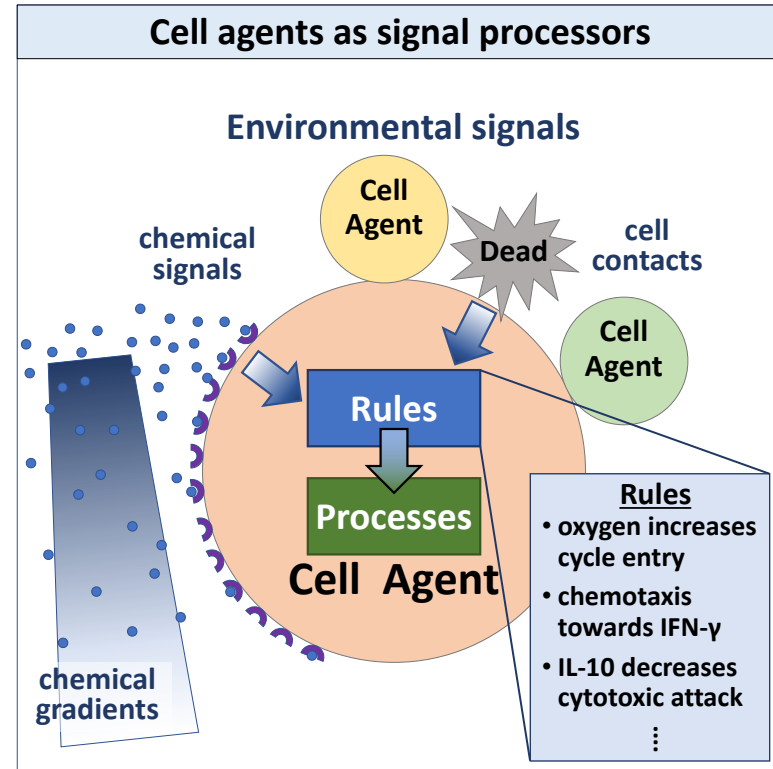 Cell agents as signal processors
Environmental signals
Cell
Agent
Dead
chemical
signals
cell
contacts
Cell
Agent
Rules
Processes
Cell Agent
chemical
gradients
Rules
• oxygen increases
cycle entry
• chemotaxis
towards IFN-γ
• IL-10 decreases
cytotoxic attack
⋮